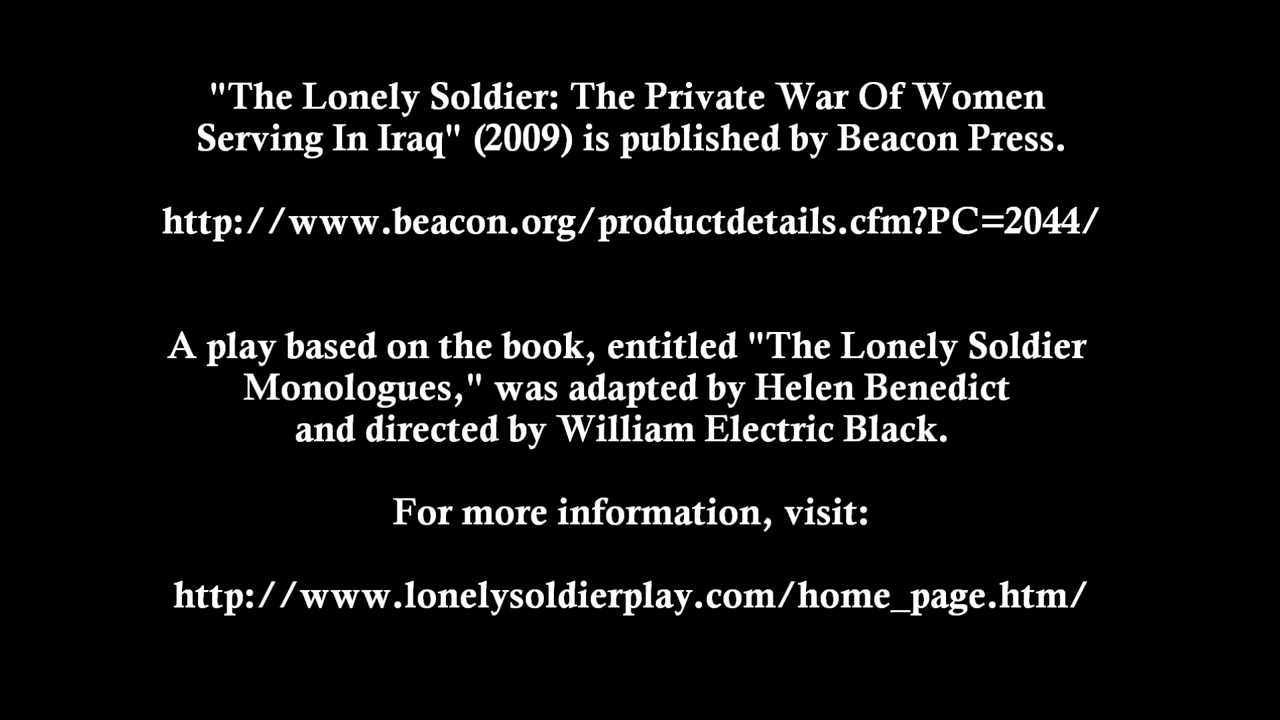 "The Lonely Soldier: The Private War Of Women
Serving In Iraq" (2009) is published by Beacon Press.
http://www.beacon.org/productdetails.cfm?PC=2044/
A play based on the book, entitled "The Lonely Soldier
Monologues," was adapted by Helen Benedict
and directed by William Electric Black.
For more information, visit:
http://www.lonelysoldierplay.com/home_page.htm/